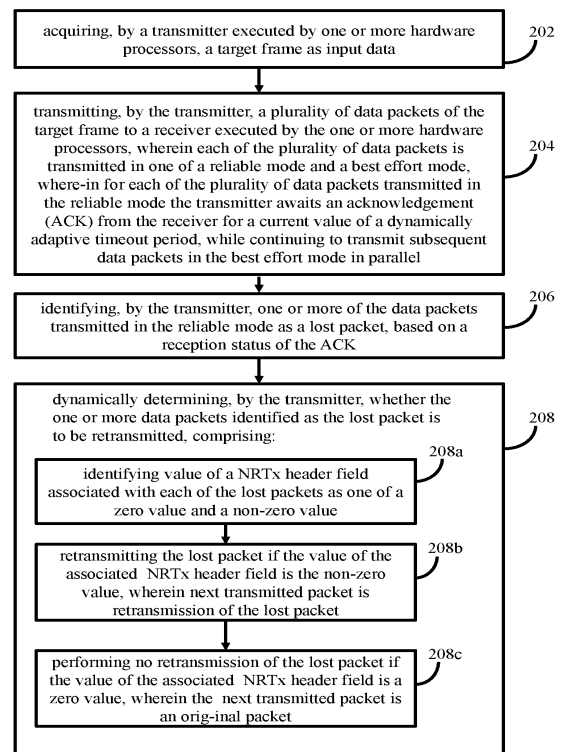 acquiring, by a transmitter executed by one or more hardware
processors, a target frame as input data
202
transmitting, by the transmitter, a plurality of data packets of the
target frame to a receiver executed by the one or more hardware
processors, wherein each of the plurality of data packets is
transmitted in one of a reliable mode and a best effort mode,
where-in for each of the plurality of data packets transmitted in
the reliable mode the transmitter awaits an acknowledgement
(ACK) from the receiver for a current value of a dynamically
adaptive timeout period, while continuing to transmit subsequent
data packets in the best effort mode in parallel
204
identifying, by the transmitter, one or more of the data packets
transmitted in the reliable mode as a lost packet, based on a
reception status of the ACK
206
dynamically determining, by the transmitter, whether the
one or more data packets identified as the lost packet is
to be retransmitted, comprising:
208
identifying value of a NRTx header field
associated with each of the lost packets as one of a
zero value and a non-zero value
208a
retransmitting the lost packet if the value of the
associated NRTx header field is the non-zero
value, wherein next transmitted packet is
retransmission of the lost packet
208b
performing no retransmission of the lost packet if
the value of the associated NRTx header field is a
zero value, wherein the next transmitted packet is
an orig-inal packet
208c